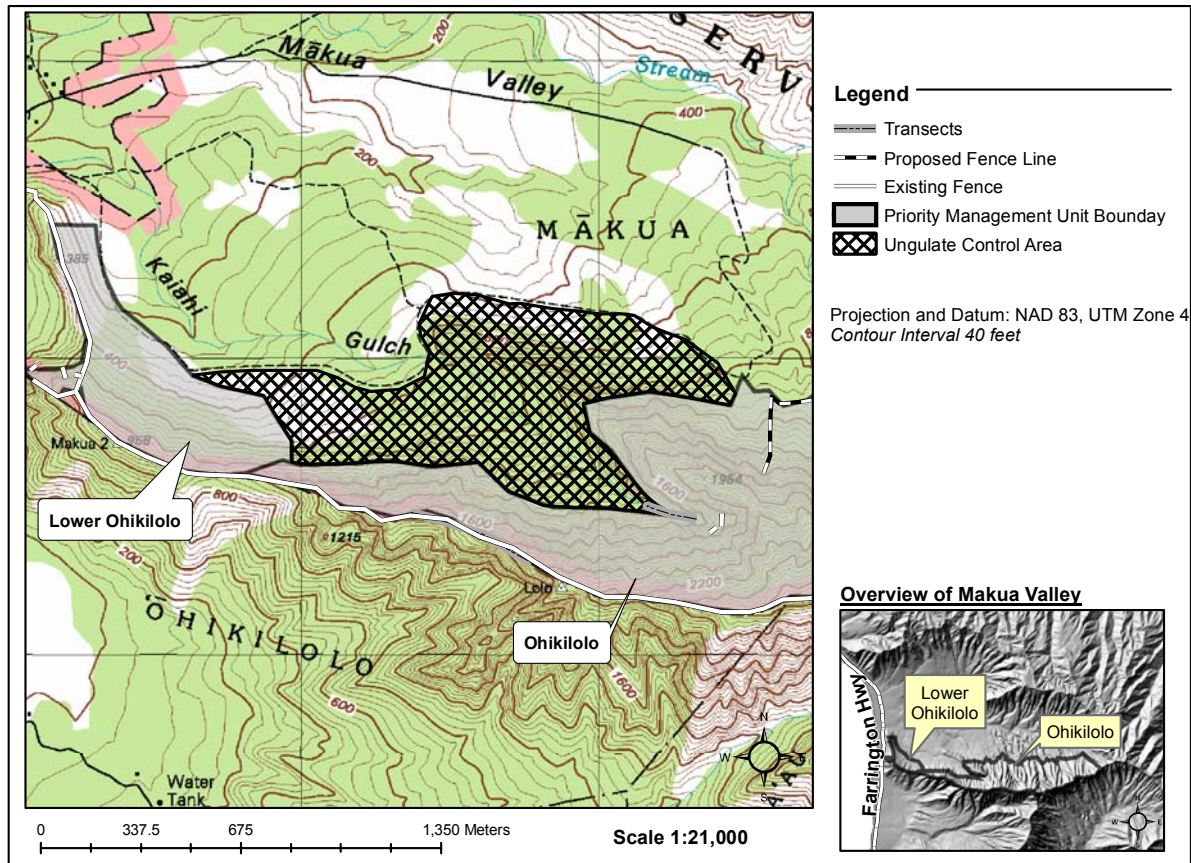 SERV
200
Mākua
Valley
Stream
400
Legend
Transects
Proposed Fence Line
Existing Fence
Priority Management Unit Bounday
Ungulate Control Area
200
MĀKUA
385
Kaiahi
Projection and Datum: NAD 83, UTM Zone 4
Contour Interval 40 feet
Gulch
400
Makua 2
958
1964
1600
Lower Ohikilolo
800
1600
1215
200
2200
Lolo
Overview of Makua Valley
ŌHIKILOLO
Ohikilolo
1600
600
Lower
Ohikilolo
Ohikilolo
Farrington Hwy
N
W
E
S
N
W
E
S
Water
Tank
0
337.5
675
1,350 Meters
Scale 1:21,000